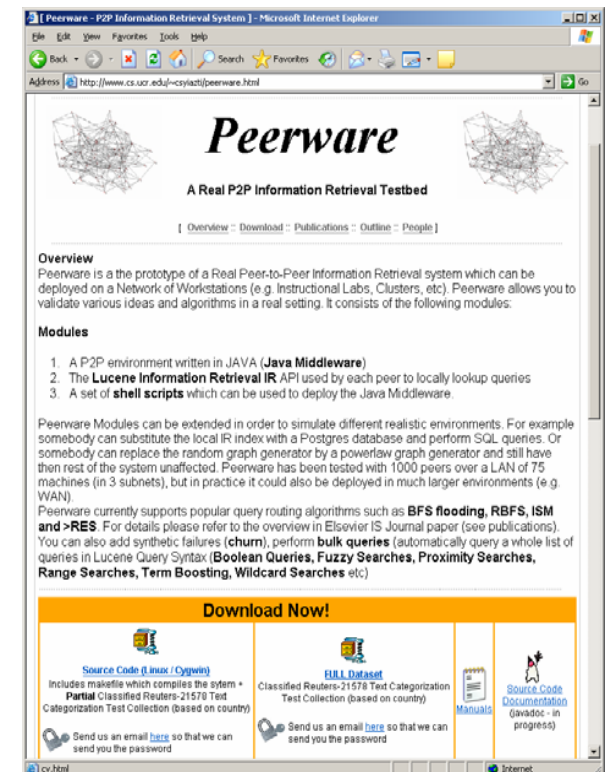 [ Peerware - P2P Information Retrieval System ] - Microsoft Internet Explorer
File Edit View Favorites Tools Help
Back Search Favorites
Address http://www.cs.ucr.edu/~csyiazti/peerware.html Go
Peerware
A Real P2P Information Retrieval Testbed
[ Overview :: Download :: Publications :: Outline :: People ]
Overview
Peerware is a the prototype of a Real Peer-to-Peer Information Retrieval system which can be
deployed on a Network of Workstations (e.g. Instructional Labs, Clusters, etc). Peerware allows you to
validate various ideas and algorithms in a real setting. It consists of the following modules:
Modules
1. A P2P environment written in JAVA (Java Middleware)
2. The Lucene Information Retrieval IR API used by each peer to locally lookup queries
3. A set of shell scripts which can be used to deploy the Java Middleware.
Peerware Modules can be extended in order to simulate different realistic environments. For example
somebody can substitute the local IR index with a Postgres database and perform SQL queries. Or
somebody can replace the random graph generator by a powerlaw graph generator and still have
then rest of the system unaffected. Peerware has been tested with 1000 peers over a LAN of 75
machines (in 3 subnets), but in practice it could also be deployed in much larger environments (e.g.
WAN).
Peerware currently supports popular query routing algorithms such as BFS flooding, RBFS, ISM
and >RES. For details please refer to the overview in Elsevier IS Journal paper (see publications).
You can also add synthetic failures (churn), perform bulk queries (automatically query a whole list of
queries in Lucene Query Syntax (Boolean Queries, Fuzzy Searches, Proximity Searches,
Range Searches, Term Boosting, Wildcard Searches etc)
Download Now!
Source Code (Linux / Cygwin)
Includes makefile which compiles the sytem +
Partial Classified Reuters-21578 Text
Categorization Test Collection (based on country)
Send us an email here so that we can
send you the password
FULL Dataset
Classified Reuters-21578 Text Categorization
Test Collection (based on country)
Send us an email here so that we can
send you the password
Manuals
Source Code
Documentation
(javadoc - in
progress)
cv.html Internet